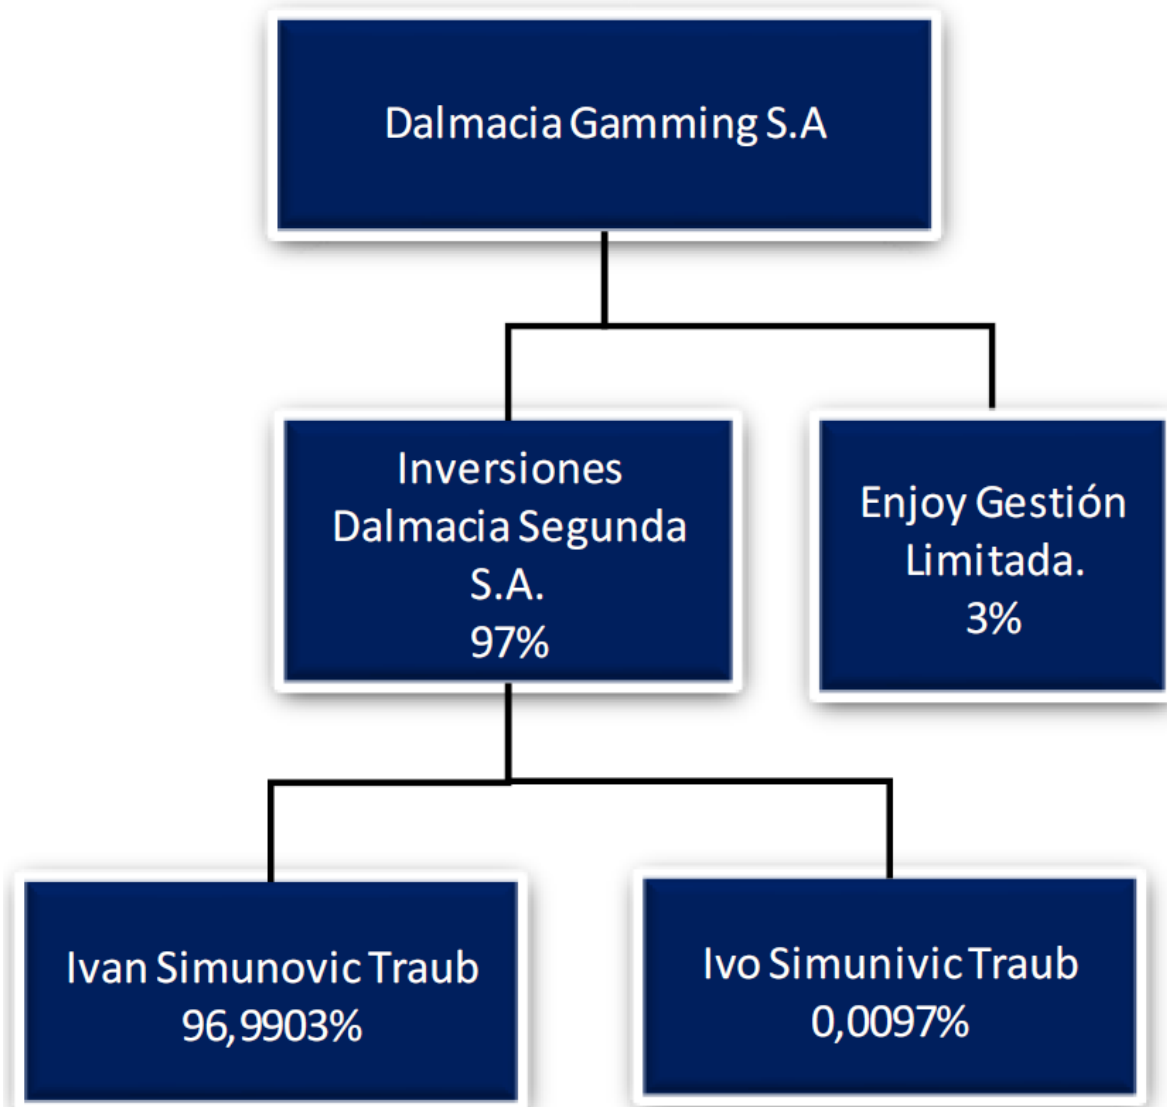 Dalmacia Gamming S.A
Inversiones
Dalmacia Segunda
S.A.
97%
Enjoy Gestión
Limitada.
3%
Ivan Simunovic Traub
96,9903%
Ivo Simunivic Traub
0,0097%